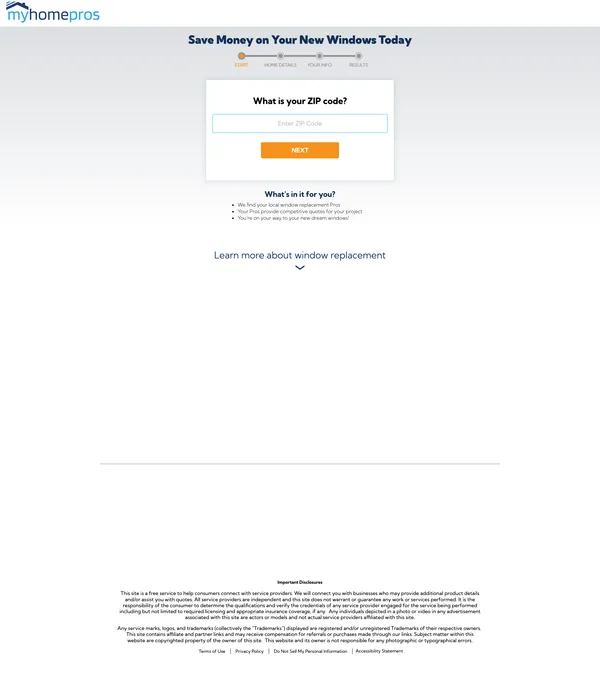 myhomepros
Save Money on Your New Windows Today
START HOME DETAILS YOUR INFO RESULTS
What is your ZIP code?
Enter ZIP Code
NEXT
What's in it for you?
We find your local window replacement Pros
Your Pros provide competitive quotes for your project
You're on your way to your new dream windows!
Learn more about window replacement
Important Disclosures
This site is a free service to help consumers connect with service providers. We will connect you with businesses who may provide additional product details
and/or assist you with quotes. All service providers are independent and this site does not warrant or guarantee any work or services performed. It is the
responsibility of the consumer to determine the qualifications and verify the credentials of any service provider engaged for the service being performed
including but not limited to required licensing and appropriate insurance coverage, if any. Any individuals depicted in a photo or video in any advertisement
associated with this site are actors or models and not actual service providers affiliated with this site.
Any service marks, logos, and trademarks (collectively the "Trademarks") displayed are registered and/or unregistered Trademarks of their respective owners.
This site contains affiliate and partner links and may receive compensation for referrals or purchases made through our links. Subject matter within this
website are copyrighted property of the owner of this site. This website and its owner is not responsible for any photographic or typographical errors.
Terms of Use | Privacy Policy | Do Not Sell My Personal Information | Accessibility Statement